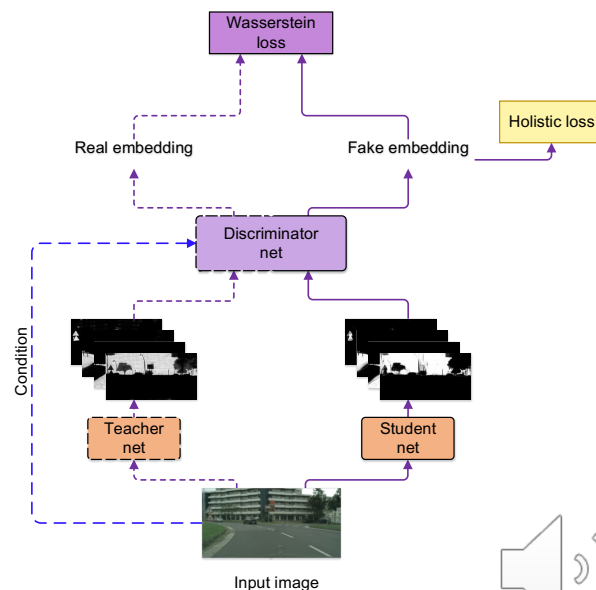 Wasserstein
loss
Holistic loss
Real embedding
Fake embedding
Discriminator
net
Condition
Teacher
net
Student
net
Input image